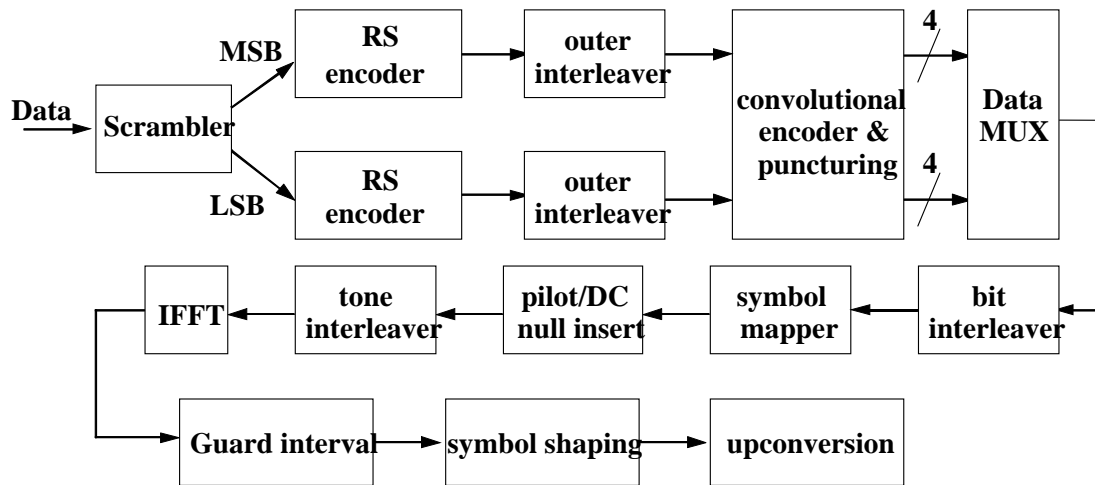 Data
Scrambler
MSB
LSB
RS
encoder
outer
interleaver
RS
encoder
outer
interleaver
convolutional
encoder &
puncturing
4
4
Data
MUX
IFFT
tone
interleaver
pilot/DC
null insert
symbol
mapper
bit
interleaver
Guard interval
symbol shaping
upconversion